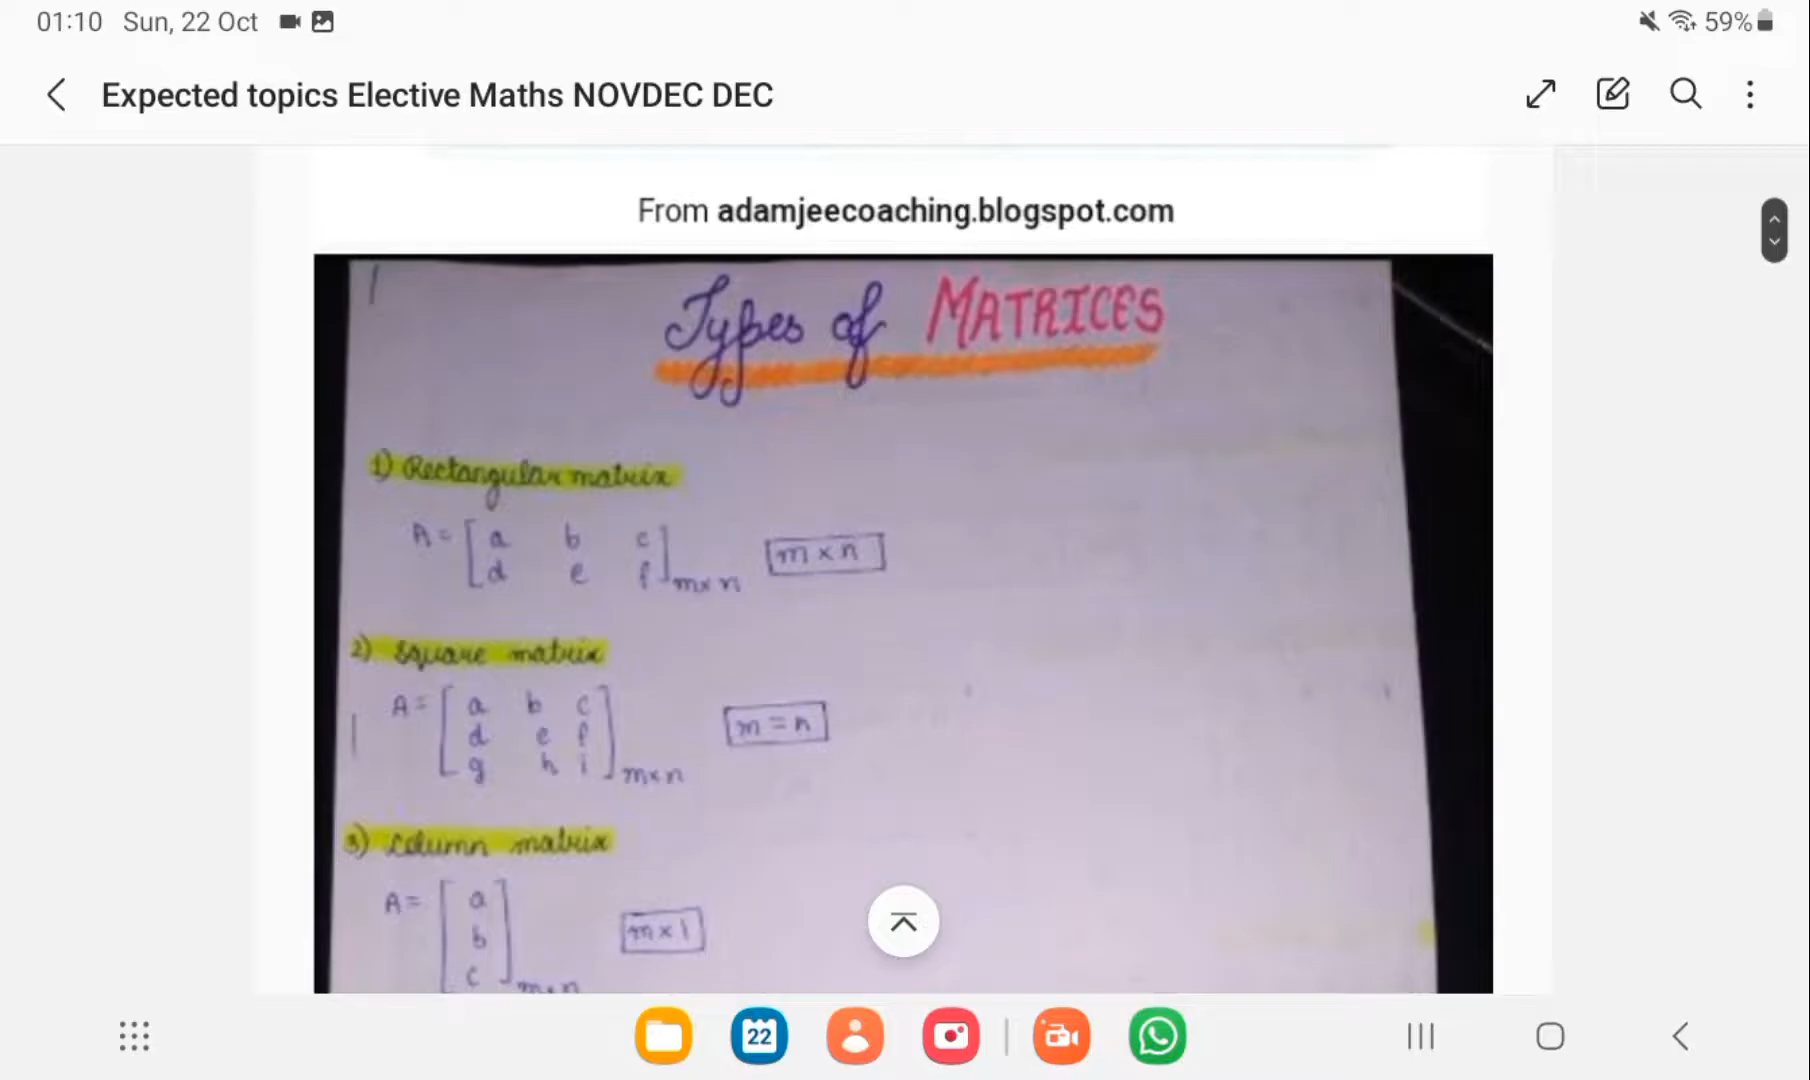 01:10 Sun, 22 Oct
59%
Expected topics Elective Maths NOVDEC DEC
From adamjeecoaching.blogspot.com
Types of MATRICES
1) Rectangular matrix
A = [ a b c
d e f ] m×n
m × n
2) Square matrix
A = [ a b c
d e f
g h i ] m×n
m = n
3) Column matrix
A = [ a
b
c ] m×n
m × 1
22